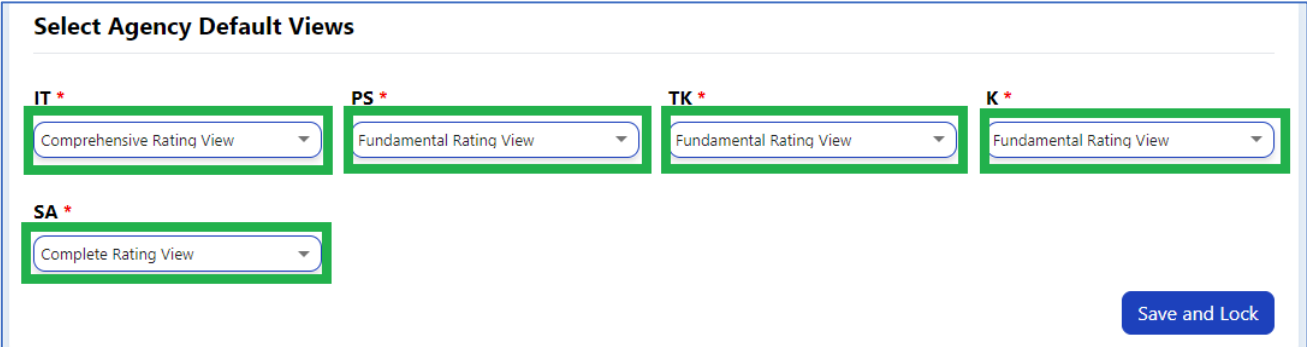 Select Agency Default Views
IT * PS * TK * K *
Comprehensive Rating View Fundamental Rating View Fundamental Rating View Fundamental Rating View
SA *
Complete Rating View
Save and Lock